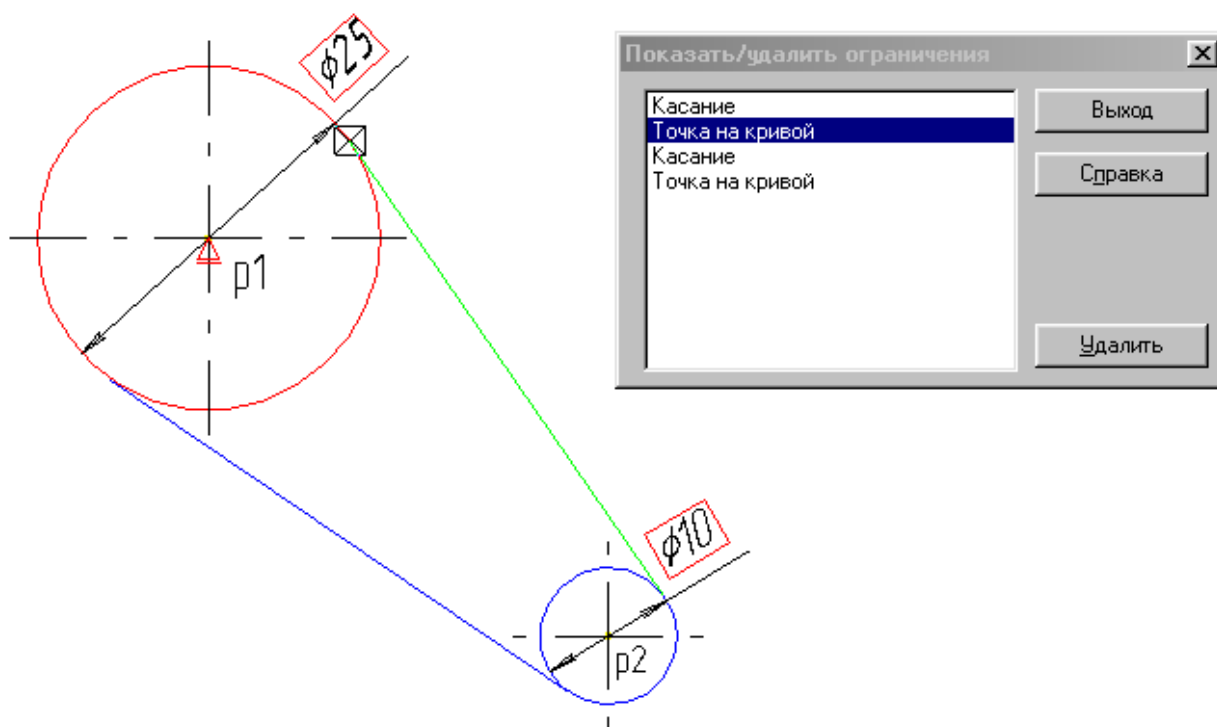 ϕ25
p1
ϕ10
p2
Показать/удалить ограничения
Касание
Точка на кривой
Касание
Точка на кривой
Выход
Справка
Удалить